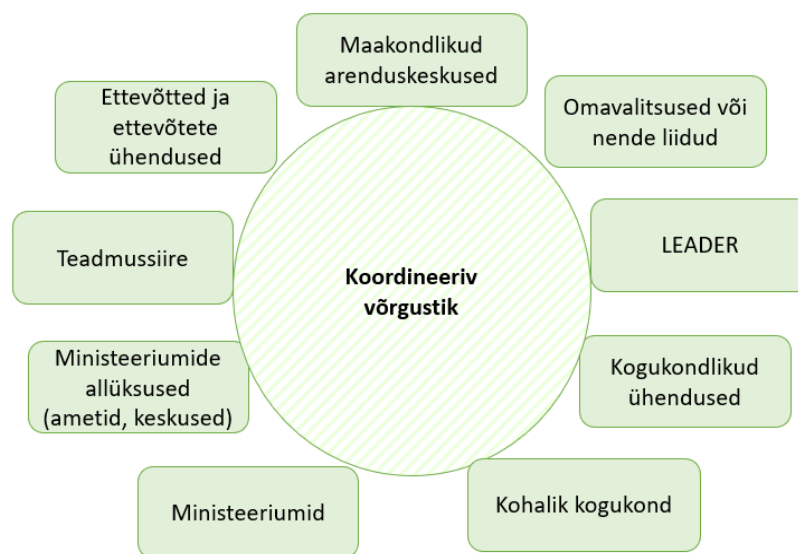 Maakondlikud
arenduskeskused
Ettevõtted ja
ettevõtete
ühendused
Omavalitsused või
nende liidud
Teadmussiire
LEADER
Koordineeriv
võrgustik
Ministeeriumide
allüksused
(ametid, keskused)
Kogukondlikud
ühendused
Ministeeriumid
Kohalik kogukond